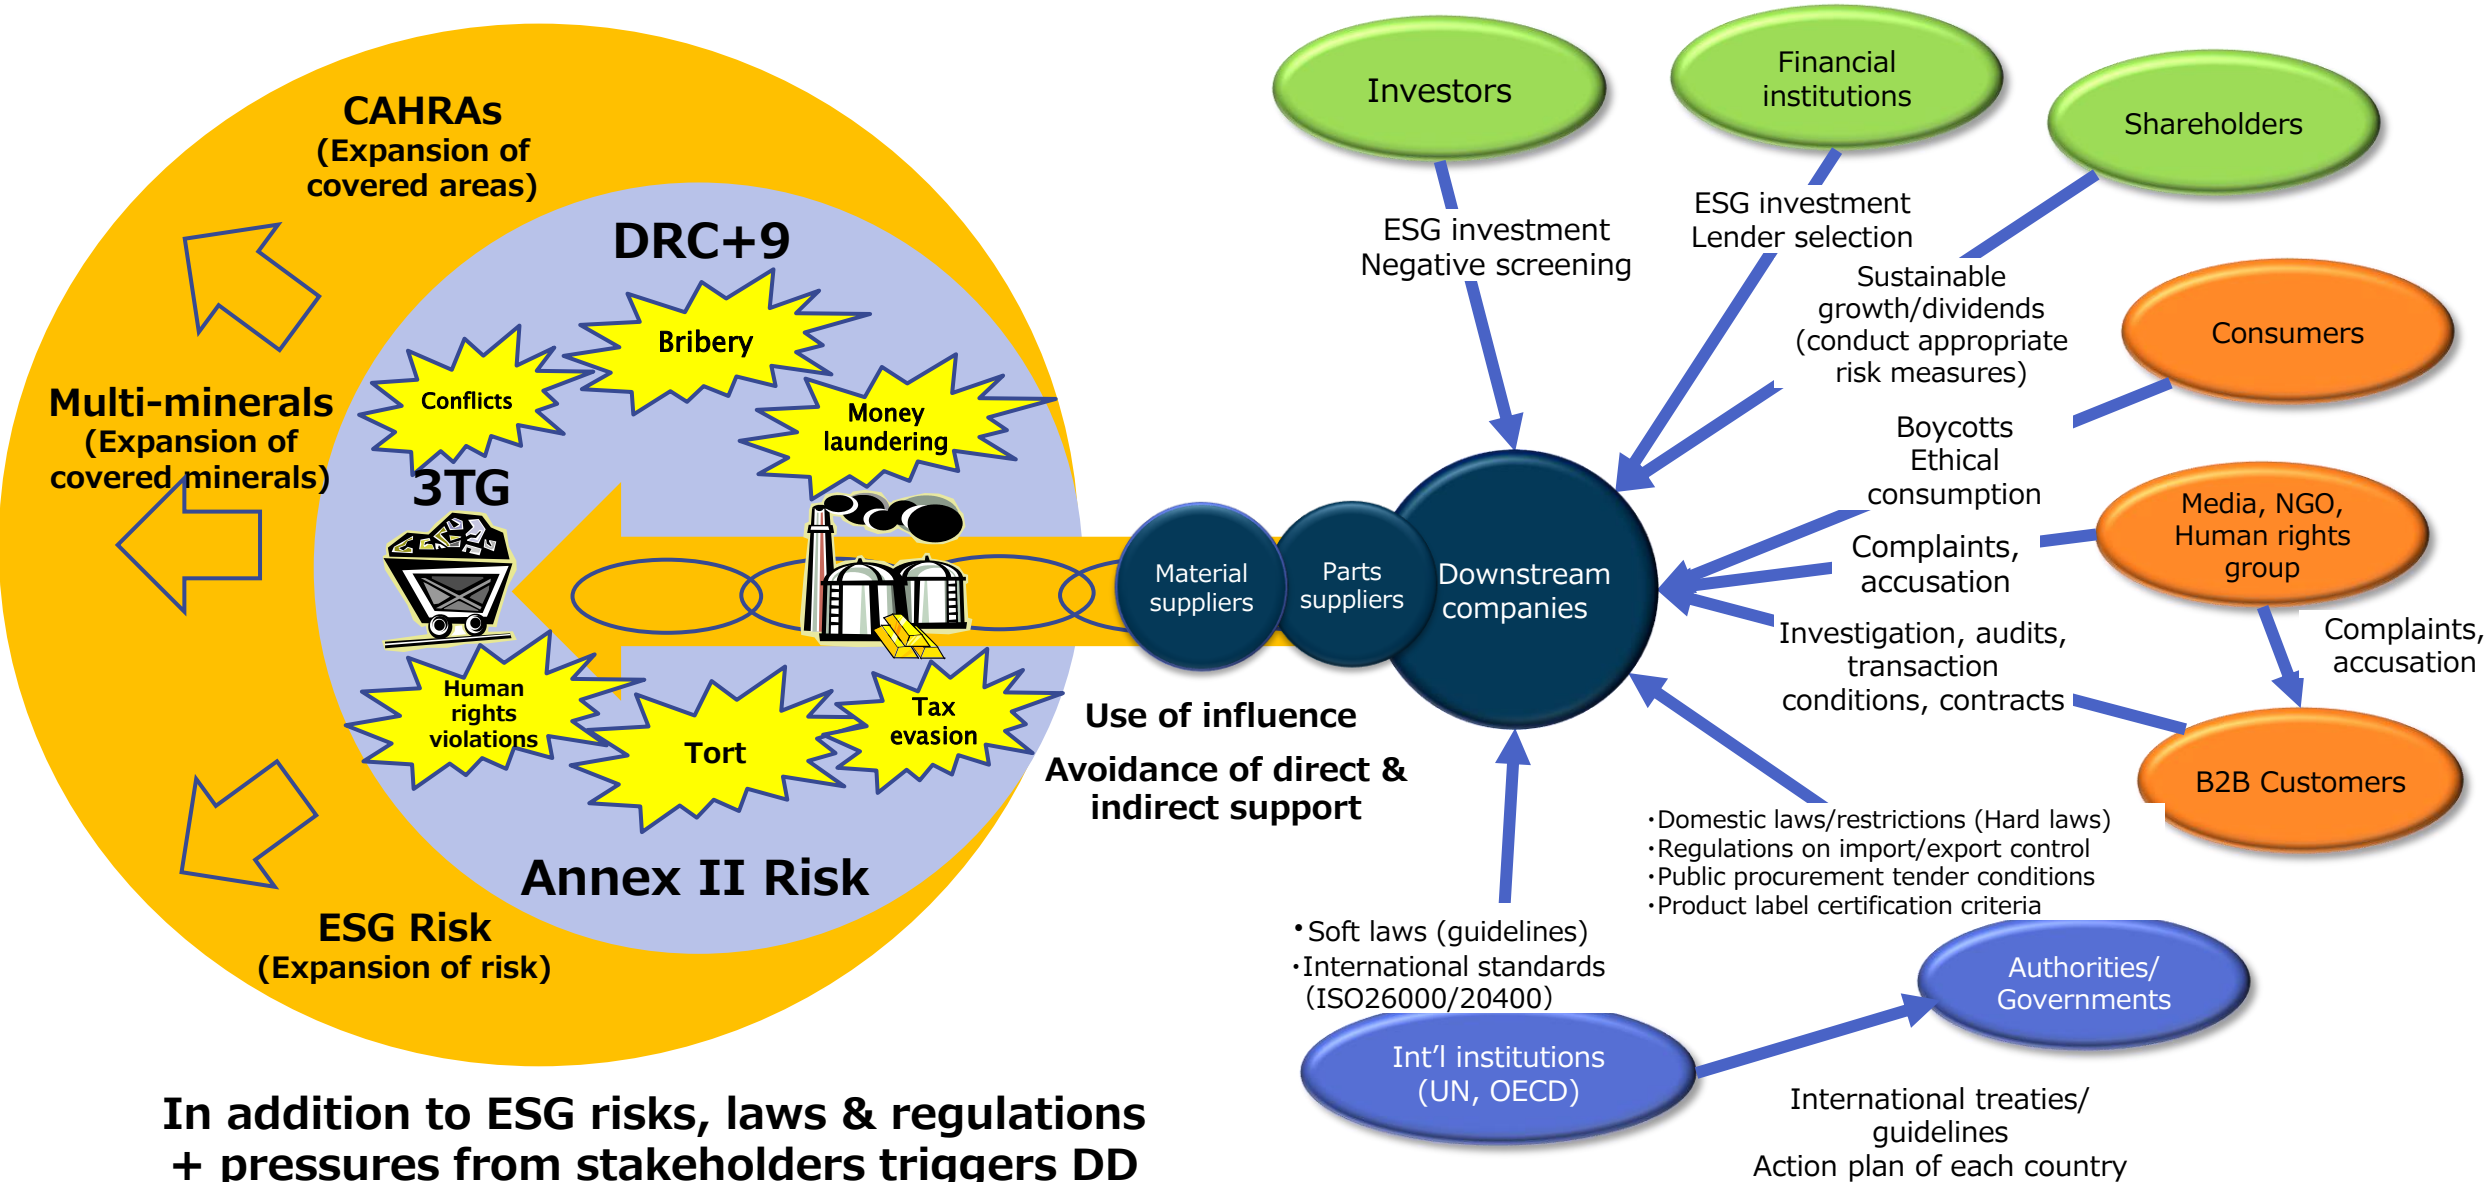 CAHRAs
(Expansion of
covered areas)
DRC+9
Bribery
Conflicts
Money
laundering
Multi-minerals
(Expansion of
covered minerals)
3TG
Human
rights
violations
Tort
Tax
evasion
Annex II Risk
ESG Risk
(Expansion of risk)
In addition to ESG risks, laws & regulations
+ pressures from stakeholders triggers DD
Material
suppliers
Parts
suppliers
Downstream
companies
Use of influence
Avoidance of direct &
indirect support
Investors
ESG investment
Negative screening
Financial
institutions
ESG investment
Lender selection
Shareholders
Sustainable
growth/dividends
(conduct appropriate
risk measures)
Consumers
Boycotts
Ethical
consumption
Media, NGO,
Human rights
group
Complaints,
accusation
Complaints,
accusation
Investigation, audits,
transaction
conditions, contracts
B2B Customers
・Domestic laws/restrictions (Hard laws)
・Regulations on import/export control
・Public procurement tender conditions
・Product label certification criteria
・Soft laws (guidelines)
・International standards
（ISO26000/20400）
Authorities/
Governments
Int’l institutions
(UN, OECD)
International treaties/
guidelines
Action plan of each country